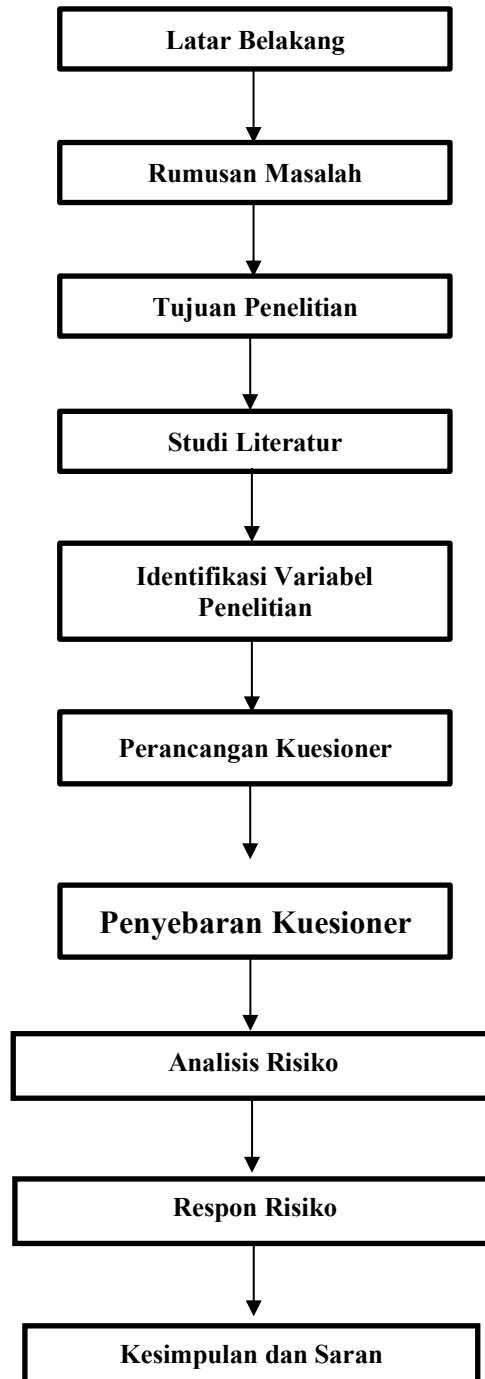 Latar Belakang
Rumusan Masalah
Tujuan Penelitian
Studi Literatur
Identifikasi Variabel
Penelitian
Perancangan Kuesioner
Penyebaran Kuesioner
Analisis Risiko
Respon Risiko
Kesimpulan dan Saran